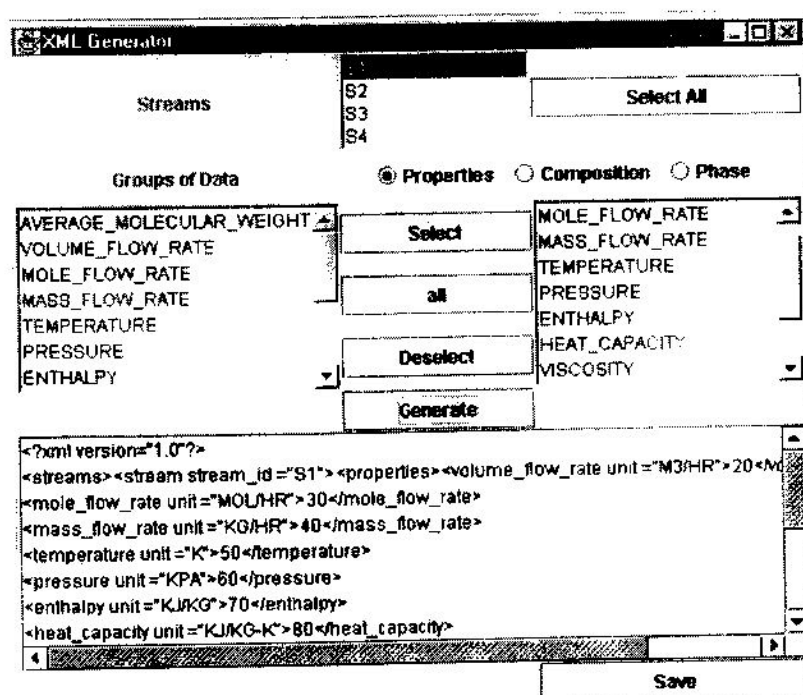 XML Generator
S2
Streams
Select All
S3
S4
Groups of Data
Properties
Composition
Phase
AVERAGE_MOLECULAR_WEIGHT
VOLUME_FLOW_RATE
MOLE_FLOW_RATE
MASS_FLOW_RATE
TEMPERATURE
PRESSURE
ENTHALPY
Select
all
Deselect
Generate
MOLE_FLOW_RATE
MASS_FLOW_RATE
TEMPERATURE
PRESSURE
ENTHALPY
HEAT_CAPACITY
VISCOSITY
<?xml version="1.0"?>
<streams><stream stream_id ="S1"><properties><volume_flow_rate unit ="M3/HR">20</vo
<mole_flow_rate unit ="MOL/HR">30</mole_flow_rate>
<mass_flow_rate unit ="KG/HR">40</mass_flow_rate>
<temperature unit ="K">50</temperature>
<pressure unit ="KPA">60</pressure>
<enthalpy unit ="KJ/KG">70</enthalpy>
<heat_capacity unit ="KJ/KG-K">80</heat_capacity>
Save